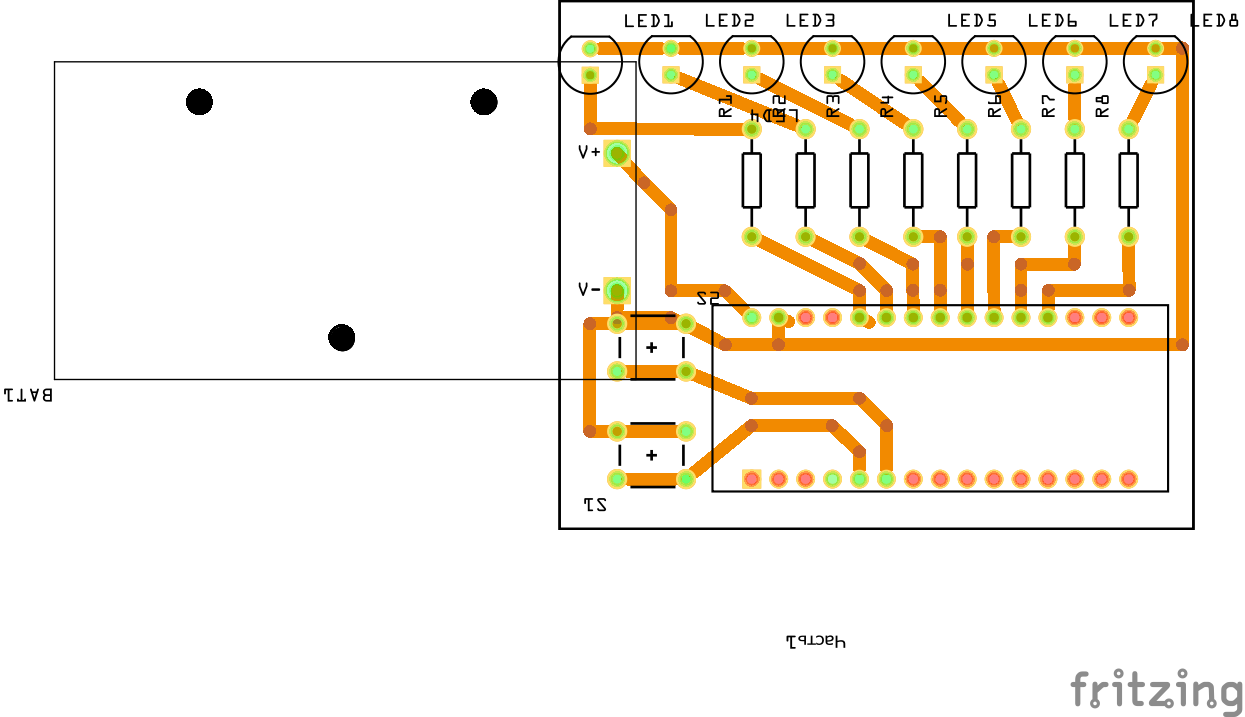 LED1 LED2 LED3 LED5 LED6 LED7 LED8
R1 R2 R3 R4 R5 R6 R7 R8
LED4
V+
V-
S2
+
BAT1
+
S1
Часть1
fritzing